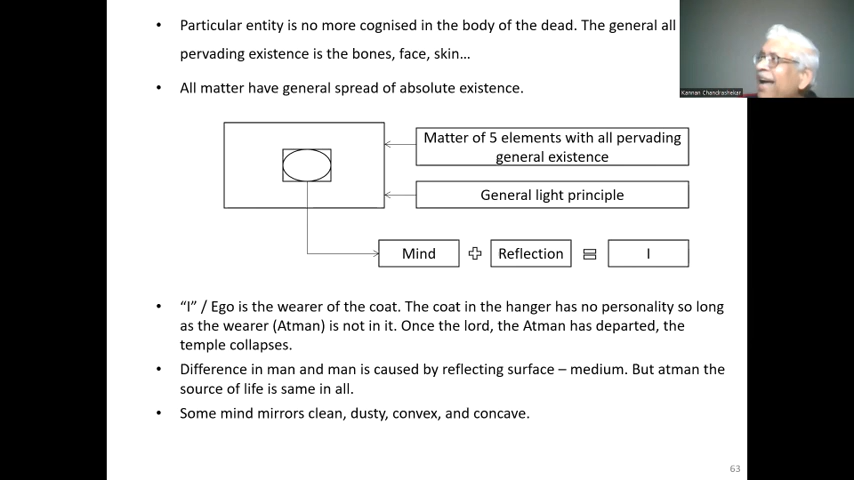 • Particular entity is no more cognised in the body of the dead. The general all
pervading existence is the bones, face, skin…
Kannan Chandrashekar
• All matter have general spread of absolute existence.
Matter of 5 elements with all pervading
general existence
General light principle
Mind + Reflection = I
• “I” / Ego is the wearer of the coat. The coat in the hanger has no personality so long
as the wearer (Atman) is not in it. Once the lord, the Atman has departed, the
temple collapses.
• Difference in man and man is caused by reflecting surface – medium. But atman the
source of life is same in all.
• Some mind mirrors clean, dusty, convex, and concave.
63